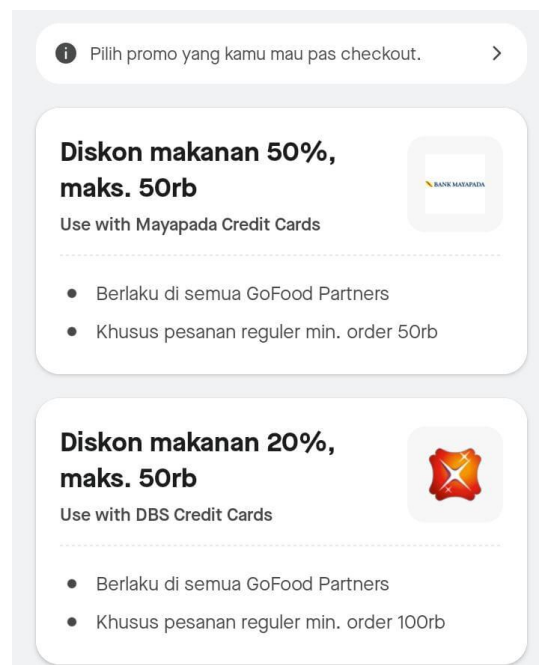 Pilih promo yang kamu mau pas checkout.
Diskon makanan 50%,
maks. 50rb
BANK MAYAPADA
Use with Mayapada Credit Cards
Berlaku di semua GoFood Partners
Khusus pesanan reguler min. order 50rb
Diskon makanan 20%,
maks. 50rb
Use with DBS Credit Cards
Berlaku di semua GoFood Partners
Khusus pesanan reguler min. order 100rb